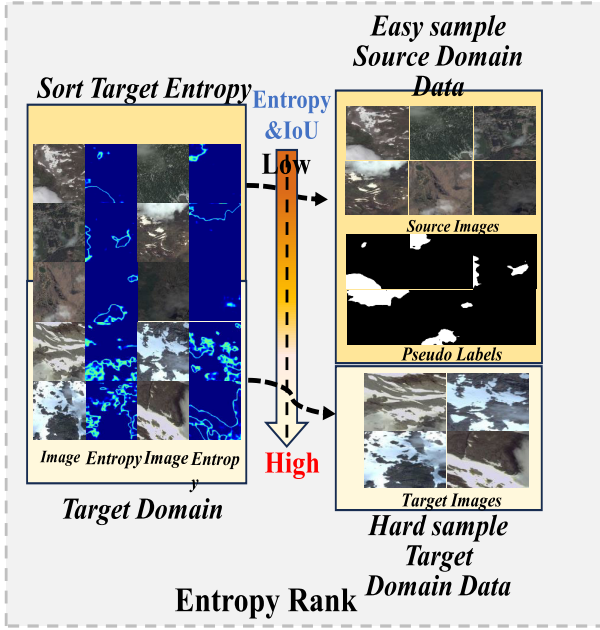 Easy sample
Source Domain
Data
Sort Target Entropy
Entropy
&IoU
Low
Source Images
Pseudo Labels
Image Entropy Image Entrop
y
High
Target Domain
Target Images
Hard sample
Target
Domain Data
Entropy Rank